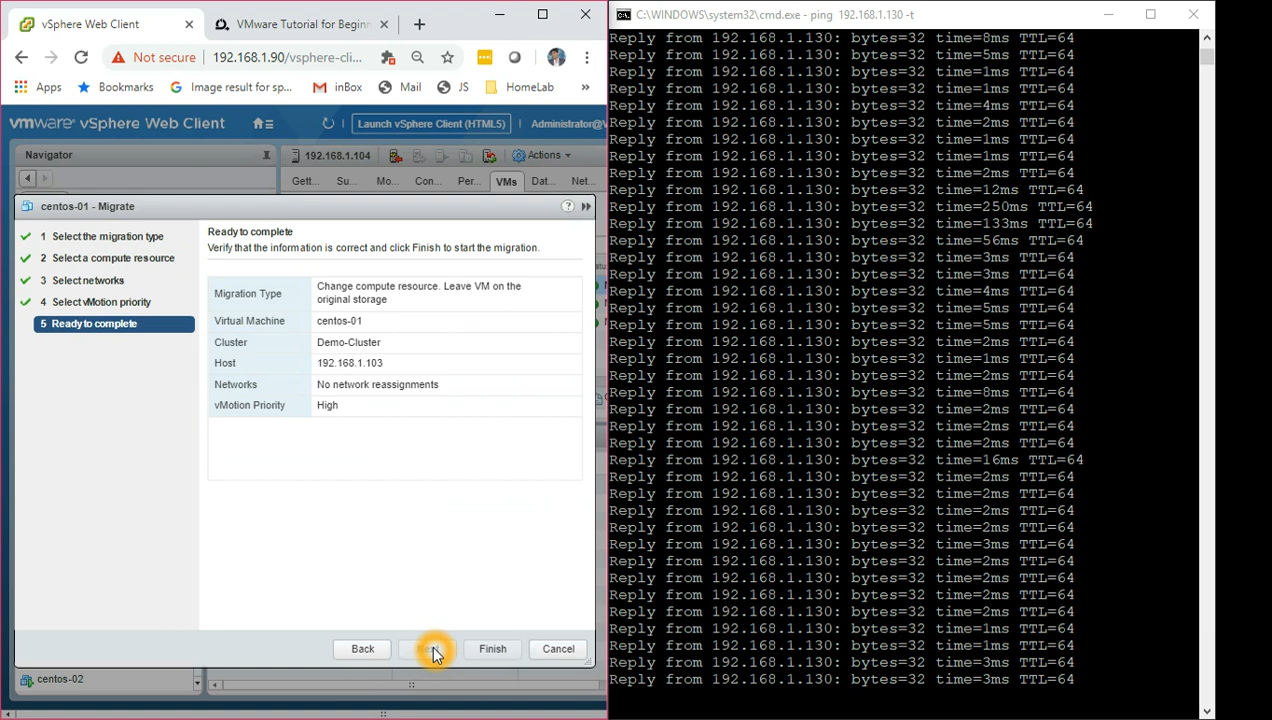 vSphere Web Client
VMware Tutorial for Beginn
Not secure
192.168.1.90/vsphere-cli...
Apps
Bookmarks
Image result for sp...
inBox
Mail
JS
HomeLab
»
vmware® vSphere Web Client
Launch vSphere Client (HTML5)
Administrator@V
Navigator
192.168.1.104
Actions
Gett...
Su...
Mo...
Con...
Per...
VMs
Dat...
Net...
centos-01 - Migrate
1 Select the migration type
2 Select a compute resource
3 Select networks
4 Select vMotion priority
5 Ready to complete
Ready to complete
Verify that the information is correct and click Finish to start the migration.
Migration Type
Change compute resource. Leave VM on the
original storage
Virtual Machine
centos-01
Cluster
Demo-Cluster
Host
192.168.1.103
Networks
No network reassignments
vMotion Priority
High
Back
Finish
Cancel
centos-02
C:\WINDOWS\system32\cmd.exe - ping 192.168.1.130 -t
Reply from 192.168.1.130: bytes=32 time=8ms TTL=64
Reply from 192.168.1.130: bytes=32 time=5ms TTL=64
Reply from 192.168.1.130: bytes=32 time=1ms TTL=64
Reply from 192.168.1.130: bytes=32 time=1ms TTL=64
Reply from 192.168.1.130: bytes=32 time=4ms TTL=64
Reply from 192.168.1.130: bytes=32 time=2ms TTL=64
Reply from 192.168.1.130: bytes=32 time=1ms TTL=64
Reply from 192.168.1.130: bytes=32 time=1ms TTL=64
Reply from 192.168.1.130: bytes=32 time=2ms TTL=64
Reply from 192.168.1.130: bytes=32 time=12ms TTL=64
Reply from 192.168.1.130: bytes=32 time=250ms TTL=64
Reply from 192.168.1.130: bytes=32 time=133ms TTL=64
Reply from 192.168.1.130: bytes=32 time=56ms TTL=64
Reply from 192.168.1.130: bytes=32 time=3ms TTL=64
Reply from 192.168.1.130: bytes=32 time=3ms TTL=64
Reply from 192.168.1.130: bytes=32 time=4ms TTL=64
Reply from 192.168.1.130: bytes=32 time=5ms TTL=64
Reply from 192.168.1.130: bytes=32 time=5ms TTL=64
Reply from 192.168.1.130: bytes=32 time=2ms TTL=64
Reply from 192.168.1.130: bytes=32 time=1ms TTL=64
Reply from 192.168.1.130: bytes=32 time=2ms TTL=64
Reply from 192.168.1.130: bytes=32 time=8ms TTL=64
Reply from 192.168.1.130: bytes=32 time=2ms TTL=64
Reply from 192.168.1.130: bytes=32 time=2ms TTL=64
Reply from 192.168.1.130: bytes=32 time=2ms TTL=64
Reply from 192.168.1.130: bytes=32 time=16ms TTL=64
Reply from 192.168.1.130: bytes=32 time=2ms TTL=64
Reply from 192.168.1.130: bytes=32 time=2ms TTL=64
Reply from 192.168.1.130: bytes=32 time=2ms TTL=64
Reply from 192.168.1.130: bytes=32 time=2ms TTL=64
Reply from 192.168.1.130: bytes=32 time=3ms TTL=64
Reply from 192.168.1.130: bytes=32 time=2ms TTL=64
Reply from 192.168.1.130: bytes=32 time=2ms TTL=64
Reply from 192.168.1.130: bytes=32 time=2ms TTL=64
Reply from 192.168.1.130: bytes=32 time=2ms TTL=64
Reply from 192.168.1.130: bytes=32 time=1ms TTL=64
Reply from 192.168.1.130: bytes=32 time=1ms TTL=64
Reply from 192.168.1.130: bytes=32 time=3ms TTL=64
Reply from 192.168.1.130: bytes=32 time=3ms TTL=64